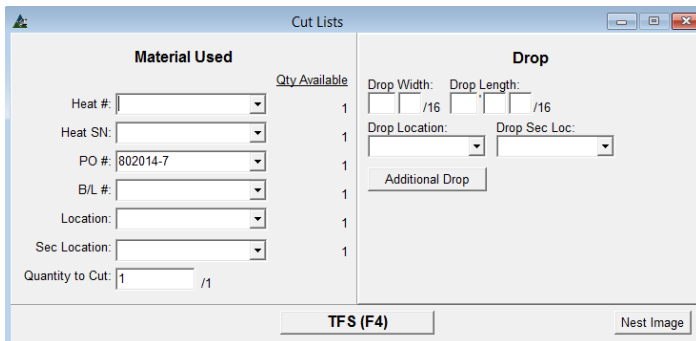 Cut Lists
Material Used
Qty Available
Heat #: 1
Heat SN: 1
PO #: 802014-7 1
B/L #: 1
Location: 1
Sec Location: 1
Quantity to Cut: 1 /1
Drop
Drop Width: Drop Length:
/16 ' /16
Drop Location: Drop Sec Loc:
Additional Drop
TFS (F4)
Nest Image